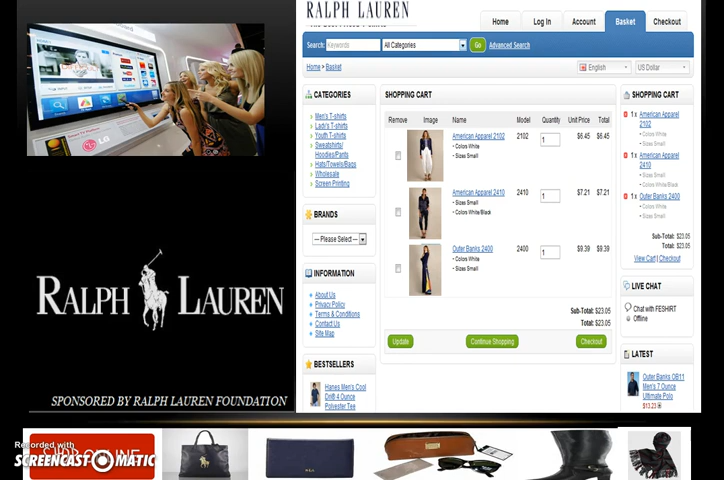 RALPH LAUREN
Home
Log In
Account
Basket
Checkout
Search:
Keywords
All Categories
Go
Advanced Search
Home > Basket
English
US Dollar
CATEGORIES
Men's T-shirts
Ladi's T-shirts
Youth T-shirts
Sweatshirts/
Hoodies/Pants
Hats/Towels/Bags
Wholesale
Screen Printing
BRANDS
--- Please Select ---
INFORMATION
About Us
Privacy Policy
Terms & Conditions
Contact Us
Site Map
BESTSELLERS
Hanes Men's Cool
Dri® 4 Ounce
Polyester Tee
SHOPPING CART
Remove Image Name Model Quantity Unit Price Total
American Apparel 2102 2102 1 $6.45 $6.45
• Colors White
• Sizes Small
American Apparel 2410 2410 1 $7.21 $7.21
• Sizes Small
• Colors White/Black
Outer Banks 2400 2400 1 $9.39 $9.39
• Colors White
• Sizes Small
Sub-Total: $23.05
Total: $23.05
Update
Continue Shopping
Checkout
SHOPPING CART
1 x American Apparel
2102
• Colors White
• Sizes Small
1 x American Apparel
2410
• Sizes Small
• Colors White/Black
1 x Outer Banks 2400
• Colors White
• Sizes Small
Sub-Total: $23.05
Total: $23.05
View Cart | Checkout
LIVE CHAT
Chat with FESHIRT
Offline
LATEST
Outer Banks OB11
Men's 7 Ounce
Ultimate Polo
$13.23
LG
RALPH LAUREN
SPONSORED BY RALPH LAUREN FOUNDATION
SHOP ONLINE
Recorded with
SCREENCAST-O-MATIC